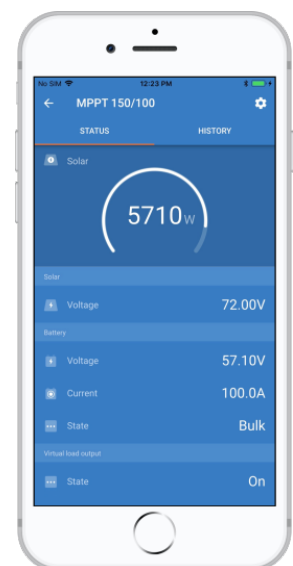 No SIM 12:23 PM
MPPT 150/100
STATUS HISTORY
Solar
5710W
Solar
Voltage 72.00V
Battery
Voltage 57.10V
Current 100.0A
State Bulk
Virtual load output
State On